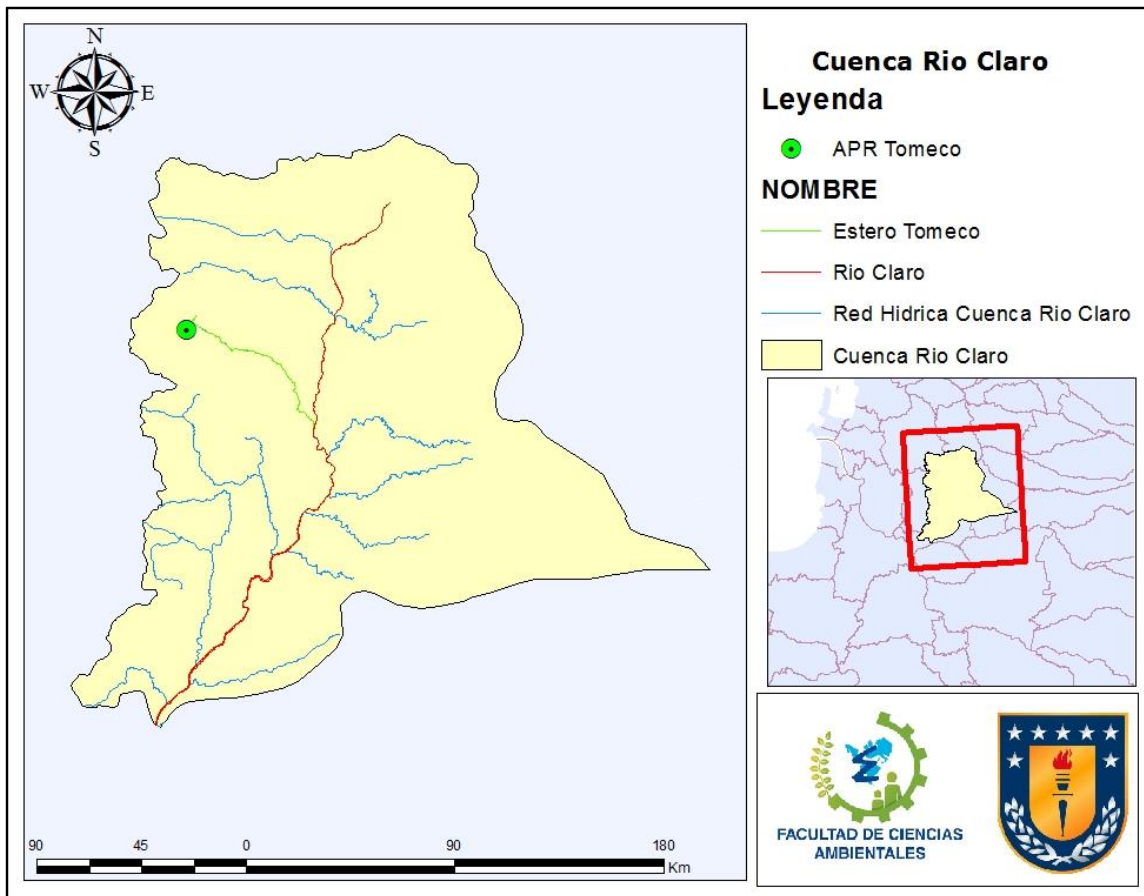 N
W E
S
Cuenca Rio Claro
Leyenda
APR Tomeco
NOMBRE
Estero Tomeco
Rio Claro
Red Hidrica Cuenca Rio Claro
Cuenca Rio Claro
FACULTAD DE CIENCIAS
AMBIENTALES
90 45 0 90 180
Km